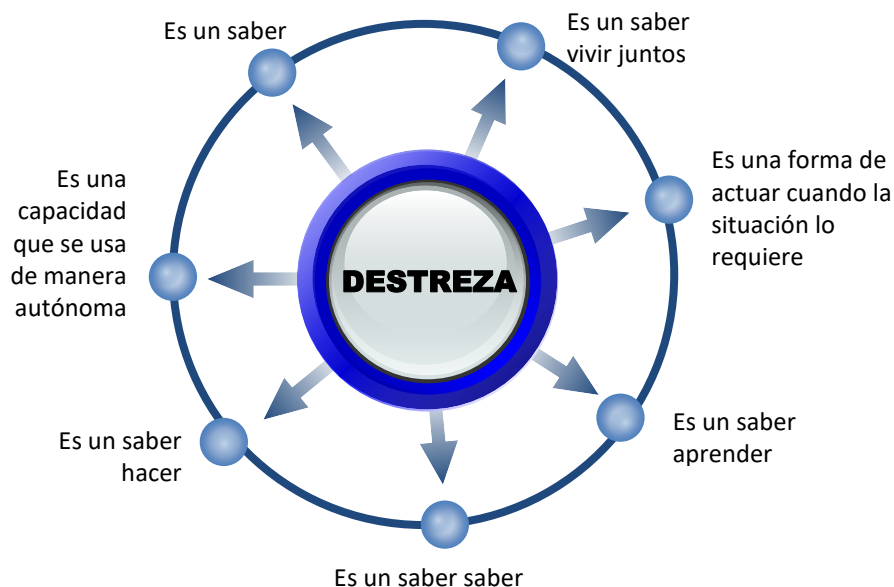 Es un saber
Es un saber
vivir juntos
Es una forma de
actuar cuando la
situación lo
requiere
Es una
capacidad
que se usa
de manera
autónoma
DESTREZA
Es un saber
hacer
Es un saber
aprender
Es un saber saber